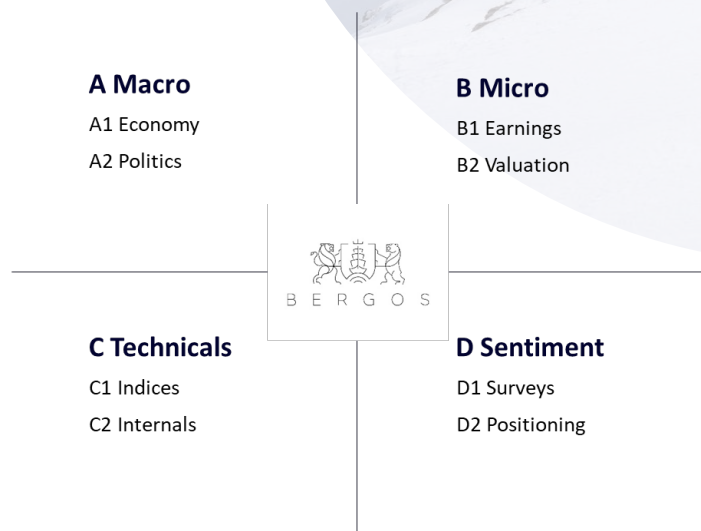 A Macro
A1 Economy
A2 Politics
B Micro
B1 Earnings
B2 Valuation
BERGOS
C Technicals
C1 Indices
C2 Internals
D Sentiment
D1 Surveys
D2 Positioning